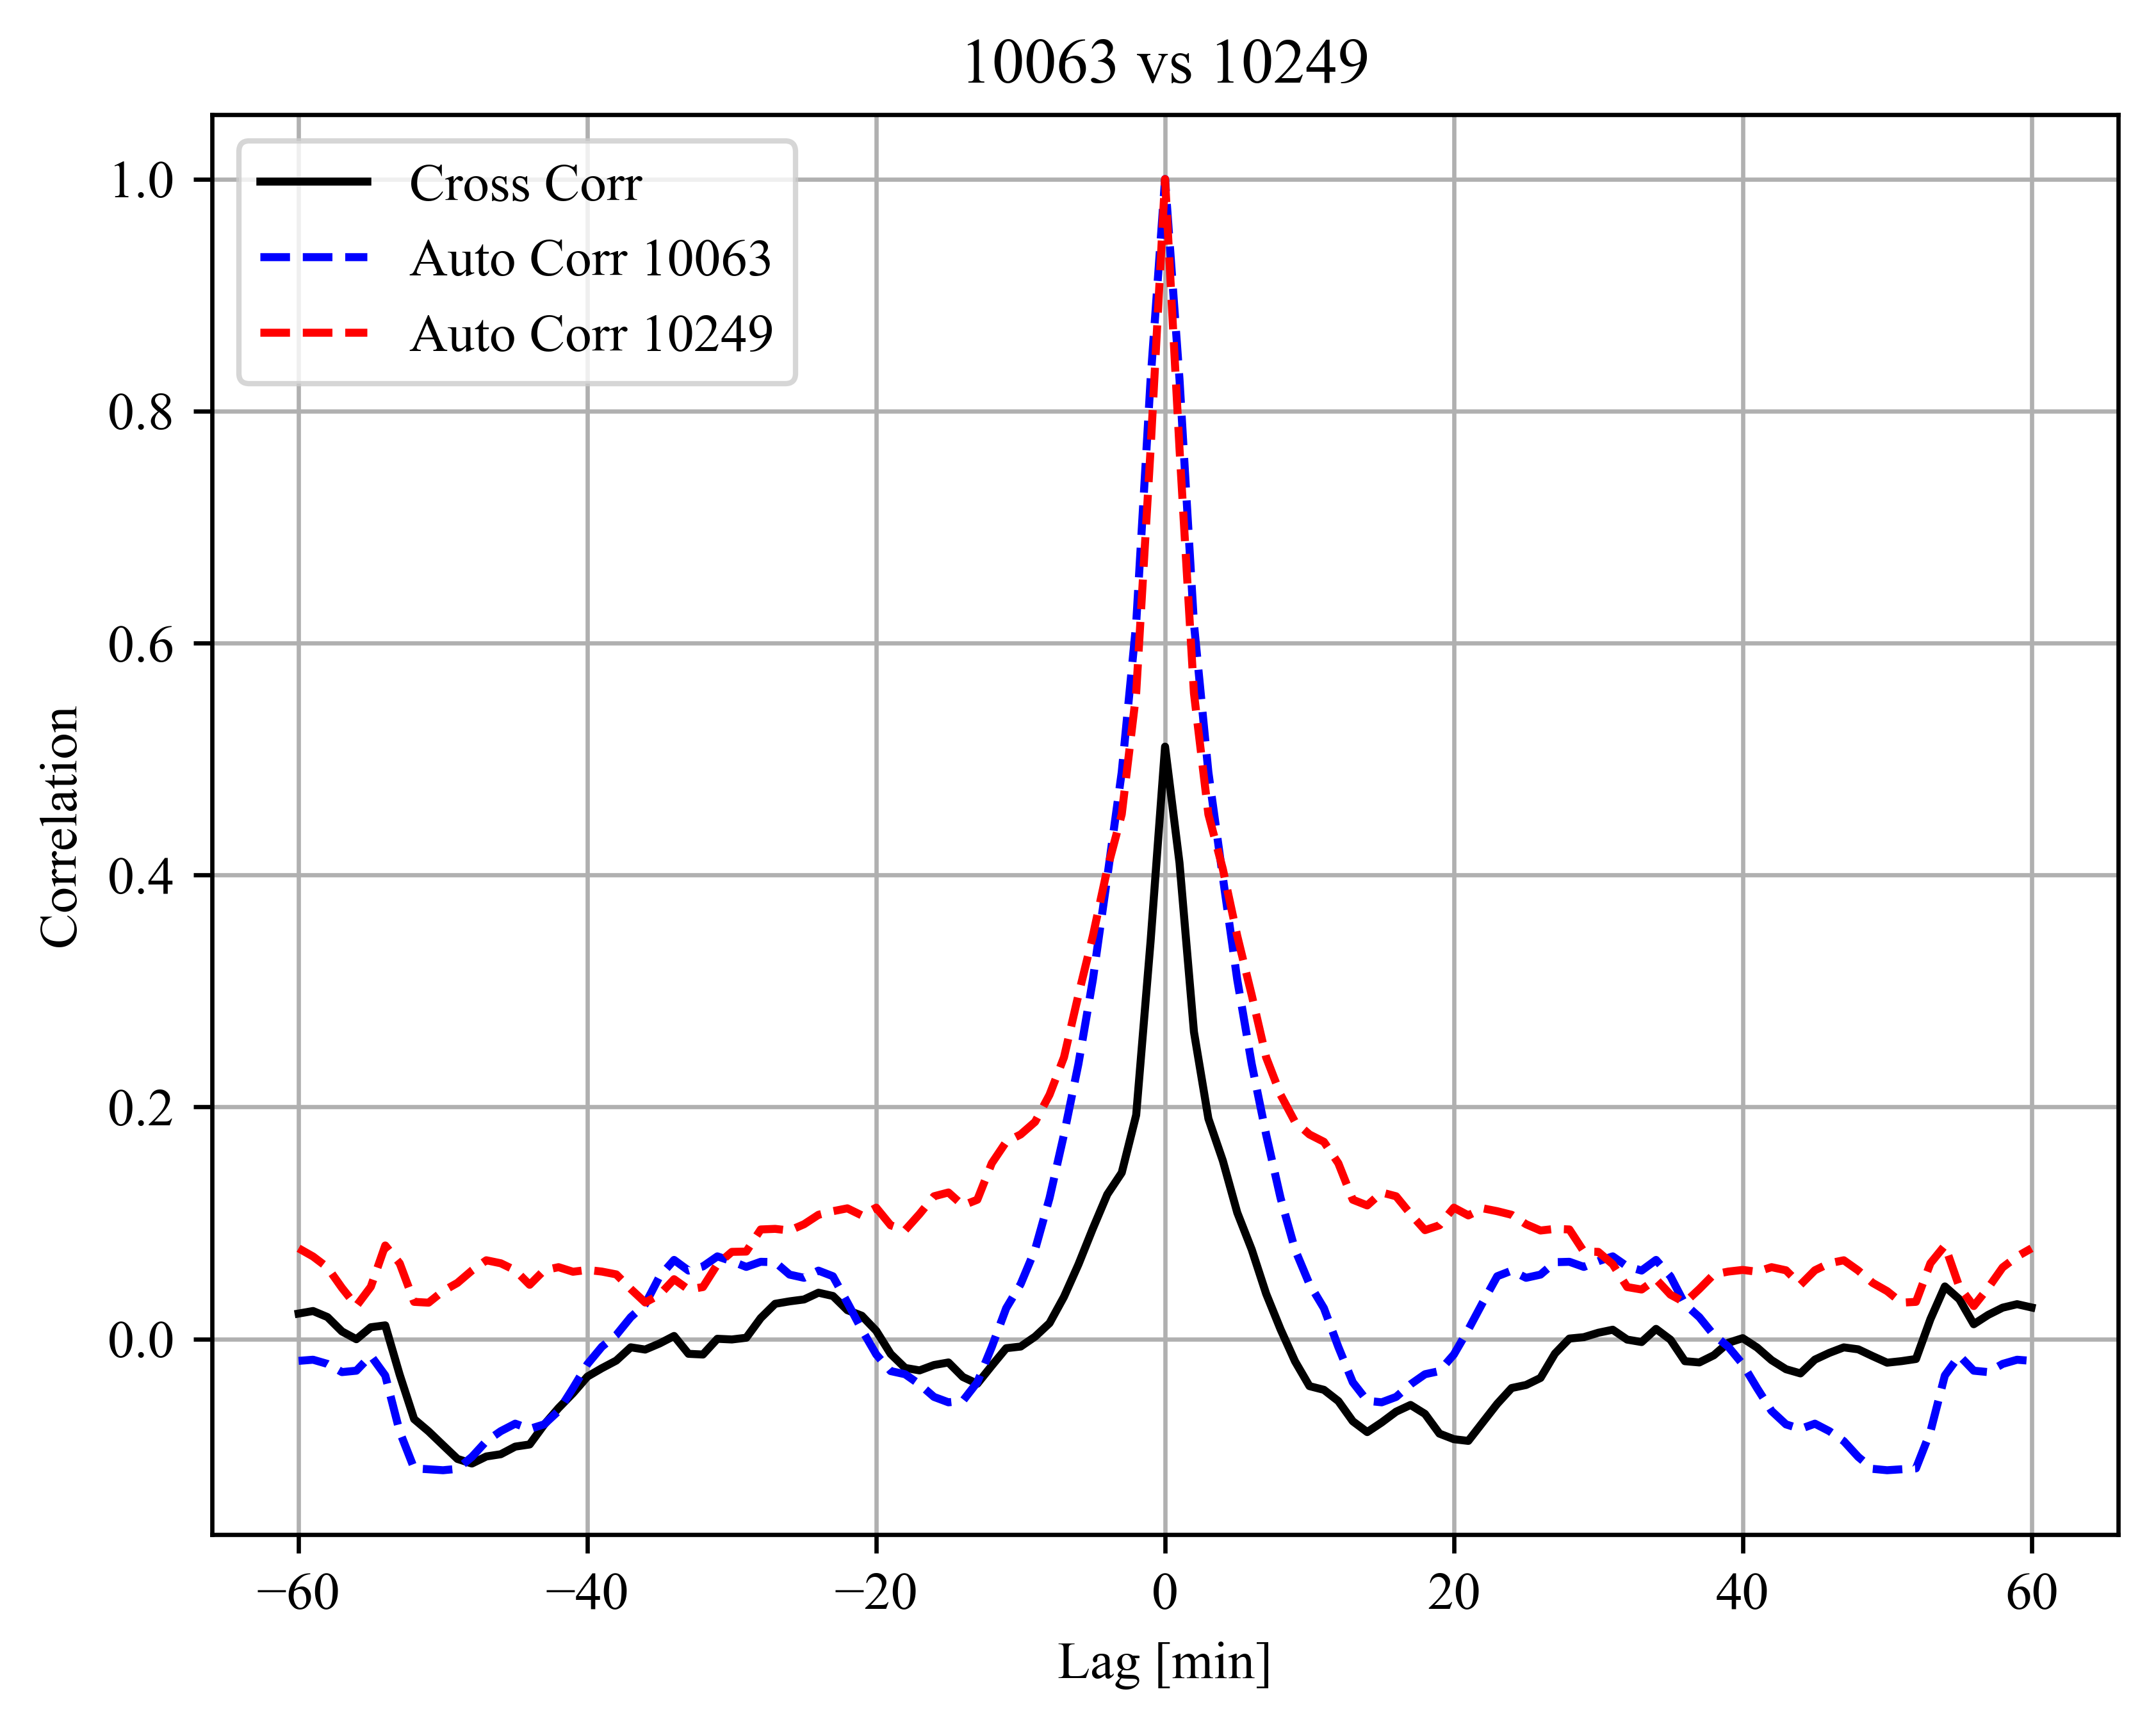 10063 vs 10249
Cross Corr
Auto Corr 10063
Auto Corr 10249
1.0
0.8
0.6
0.4
0.2
0.0
Correlation
−60
−40
−20
0
20
40
60
Lag [min]